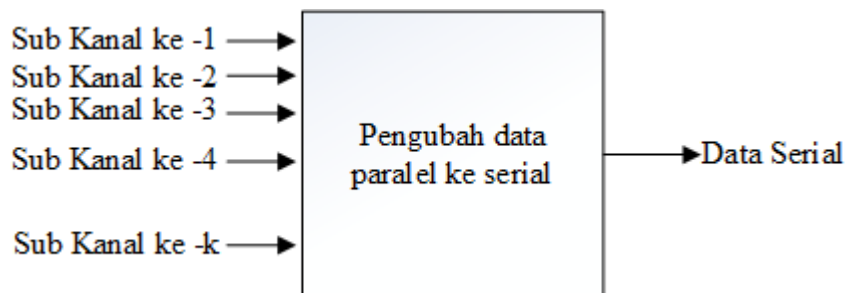 Sub Kanal ke -1
Sub Kanal ke -2
Sub Kanal ke -3
Sub Kanal ke -4
Sub Kanal ke -k
Pengubah data
paralel ke serial
Data Serial